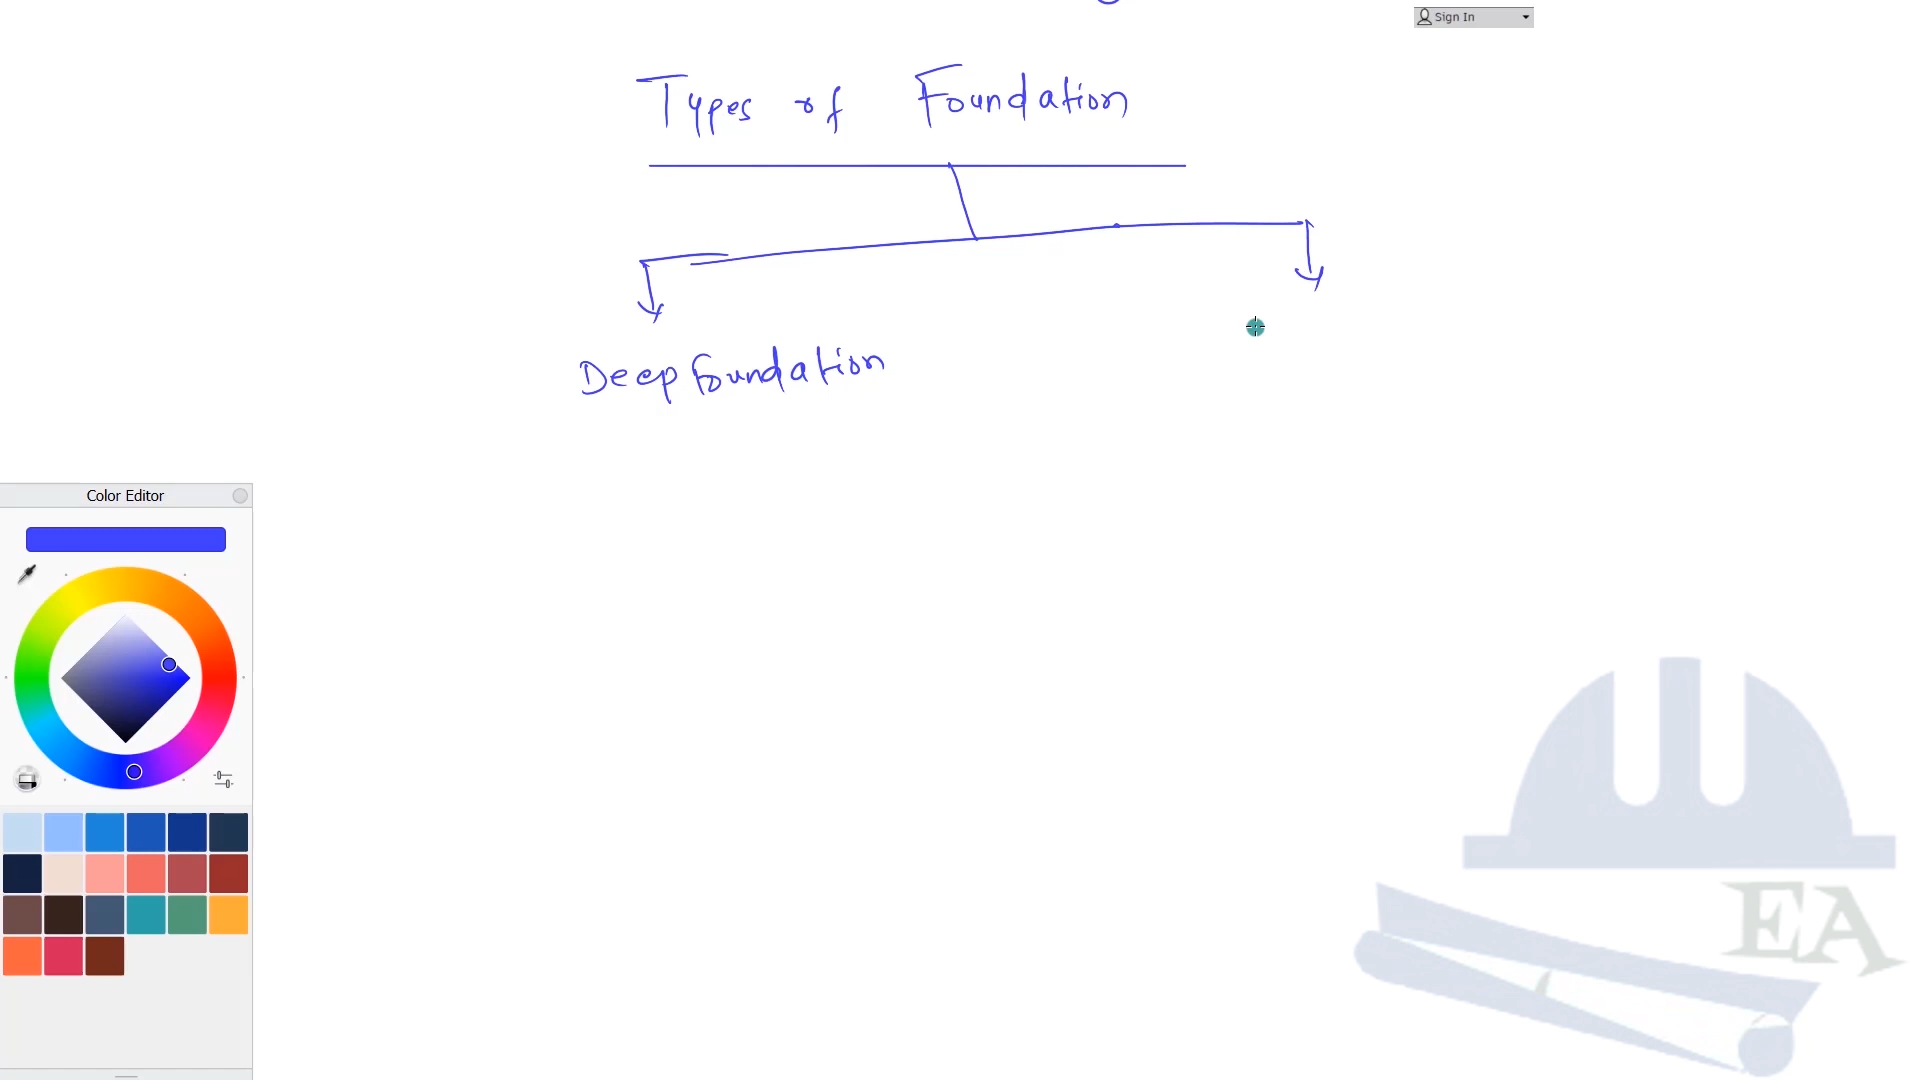 Sign In
Types of Foundation
Deep foundation
Color Editor
EA